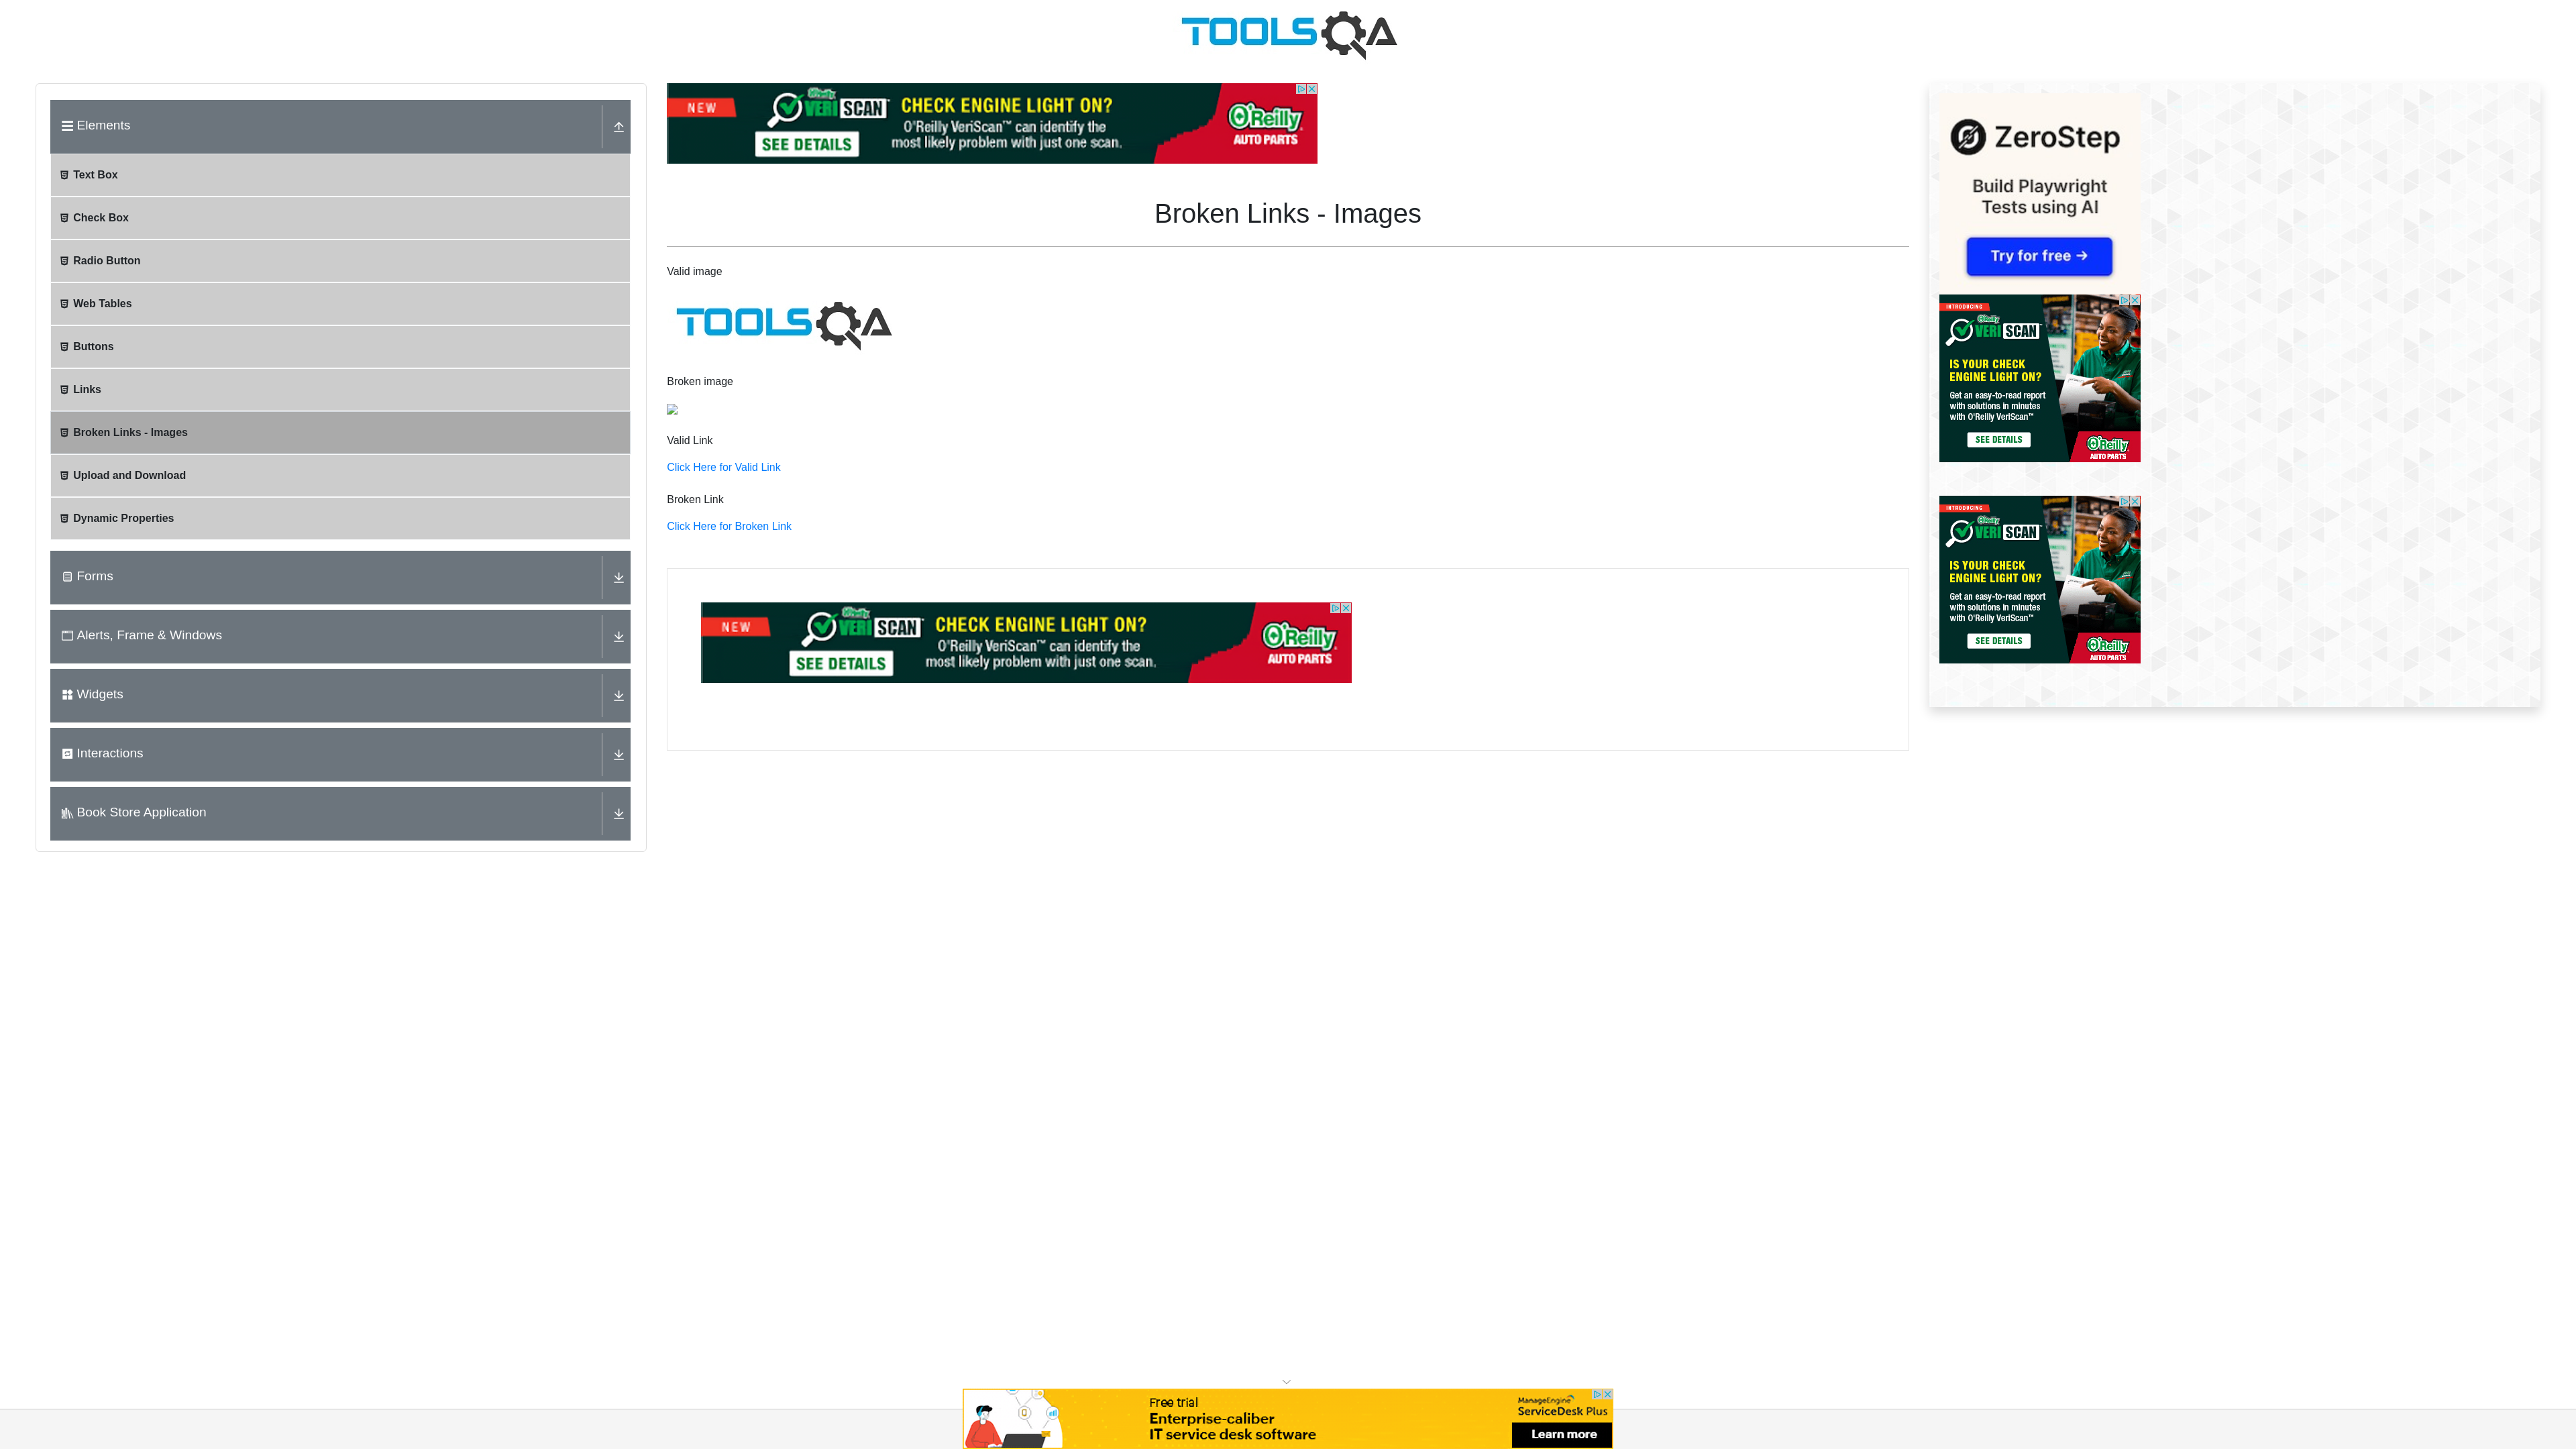 TOOLSQA
Elements
Text Box
Check Box
Radio Button
Web Tables
Buttons
Links
Broken Links - Images
Upload and Download
Dynamic Properties
Forms
Alerts, Frame & Windows
Widgets
Interactions
Book Store Application
NEW
O'Reilly
VERISCAN™
SEE DETAILS
CHECK ENGINE LIGHT ON?
O'Reilly VeriScan™ can identify the
most likely problem with just one scan.
O'Reilly
AUTO PARTS
Broken Links - Images
Valid image
TOOLSQA
Broken image
Valid Link
Click Here for Valid Link
Broken Link
Click Here for Broken Link
NEW
O'Reilly
VERISCAN™
SEE DETAILS
CHECK ENGINE LIGHT ON?
O'Reilly VeriScan™ can identify the
most likely problem with just one scan.
O'Reilly
AUTO PARTS
ZeroStep
Build Playwright
Tests using AI
Try for free →
INTRODUCING
O'Reilly
VERISCAN™
IS YOUR CHECK
ENGINE LIGHT ON?
Get an easy-to-read report
with solutions in minutes
with O'Reilly VeriScan™
SEE DETAILS
O'Reilly
AUTO PARTS
INTRODUCING
O'Reilly
VERISCAN™
IS YOUR CHECK
ENGINE LIGHT ON?
Get an easy-to-read report
with solutions in minutes
with O'Reilly VeriScan™
SEE DETAILS
O'Reilly
AUTO PARTS
Free trial
Enterprise-caliber
IT service desk software
ManageEngine
ServiceDesk Plus
Learn more